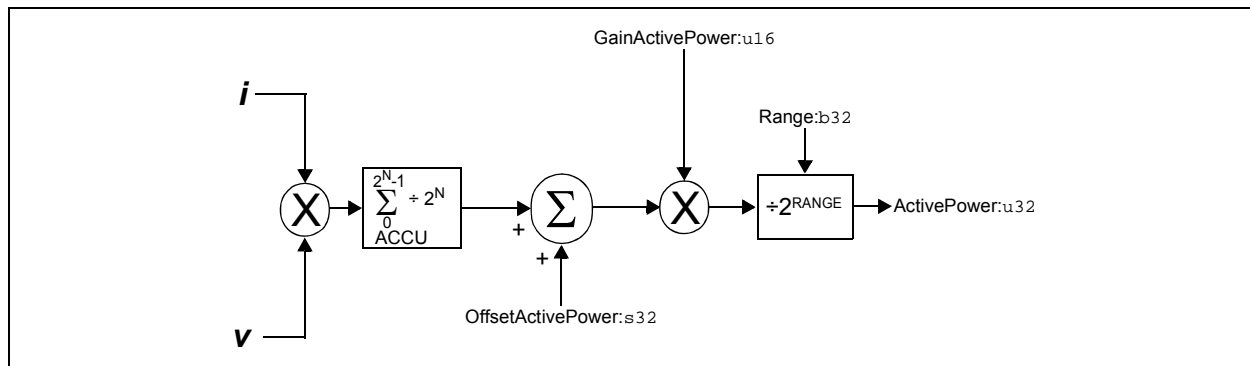 GainActivePower:u16
i
Range:b32
X
2^N-1
∑ ÷ 2^N
0
ACCU
+
Σ
+
X
÷2^RANGE
ActivePower:u32
OffsetActivePower:s32
v